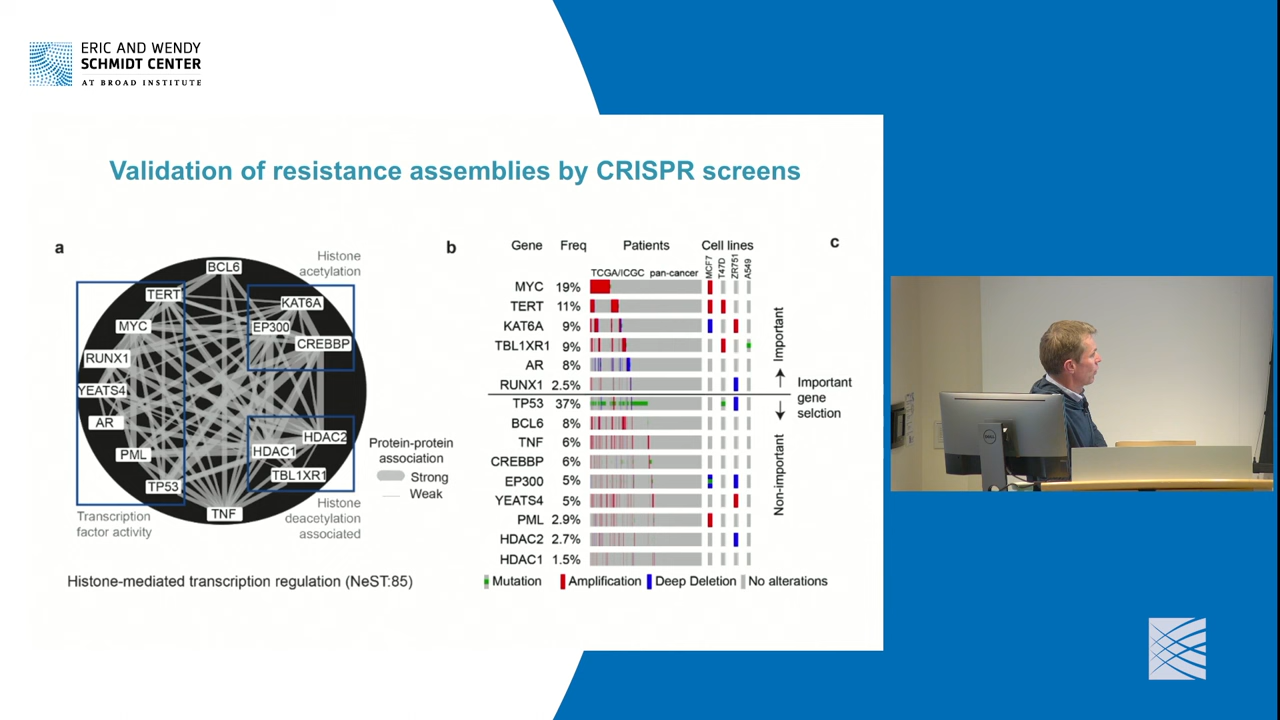 ERIC AND WENDY
SCHMIDT CENTER
AT BROAD INSTITUTE
Validation of resistance assemblies by CRISPR screens
a
Histone
acetylation
BCL6
TERT
KAT6A
MYC
EP300
CREBBP
RUNX1
YEATS4
AR
HDAC2
PML
HDAC1
TBL1XR1
TP53
TNF
Protein-protein
association
Strong
Weak
Transcription
factor activity
Histone
deacetylation
associated
Histone-mediated transcription regulation (NeST:85)
b
Gene Freq Patients Cell lines
TCGA/ICGC pan-cancer MCF7 T47D ZR751 A549
MYC 19%
TERT 11%
KAT6A 9%
TBL1XR1 9%
AR 8%
RUNX1 2.5%
TP53 37%
BCL6 8%
TNF 6%
CREBBP 6%
EP300 5%
YEATS4 5%
PML 2.9%
HDAC2 2.7%
HDAC1 1.5%
Important
Important
gene
selction
Non-important
Mutation Amplification Deep Deletion No alterations
c
DELL